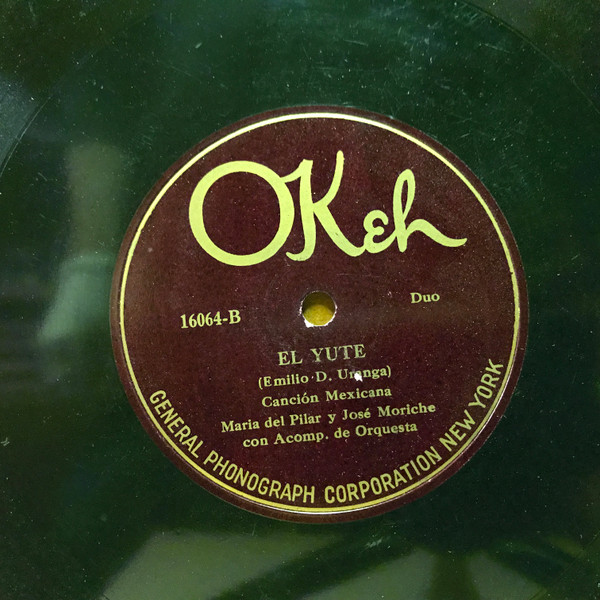 OKeh
16064-B
Duo
EL YUTE
(Emilio D. Uranga)
Canción Mexicana
Maria del Pilar y José Moriche
con Acomp. de Orquesta
GENERAL PHONOGRAPH CORPORATION NEW YORK